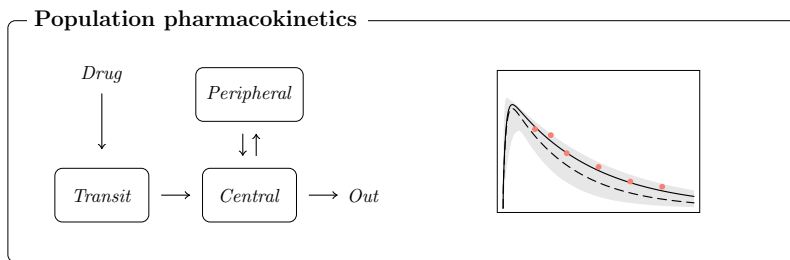 Population pharmacokinetics
Drug
Peripheral
Transit
Central
Out